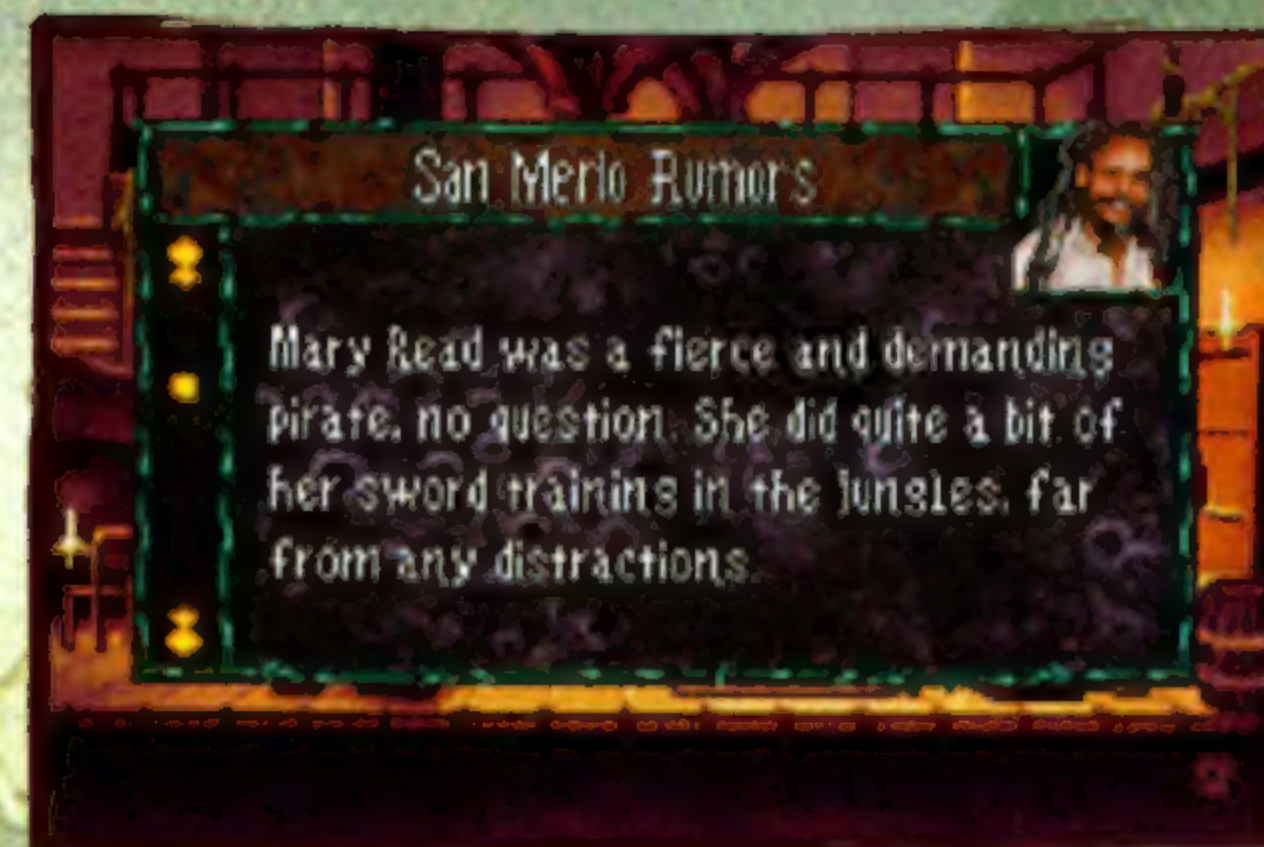 San Merlo Rumors
Mary Read was a fierce and demanding
pirate, no question. She did quite a bit of
her sword training in the jungles, far
from any distractions.